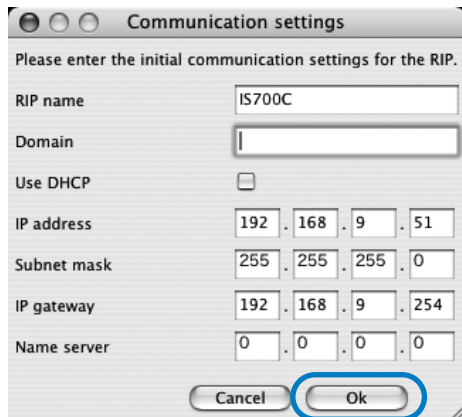 Communication settings
Please enter the initial communication settings for the RIP.
RIP name IS700C
Domain
Use DHCP
IP address 192 . 168 . 9 . 51
Subnet mask 255 . 255 . 255 . 0
IP gateway 192 . 168 . 9 . 254
Name server 0 . 0 . 0 . 0
Cancel Ok